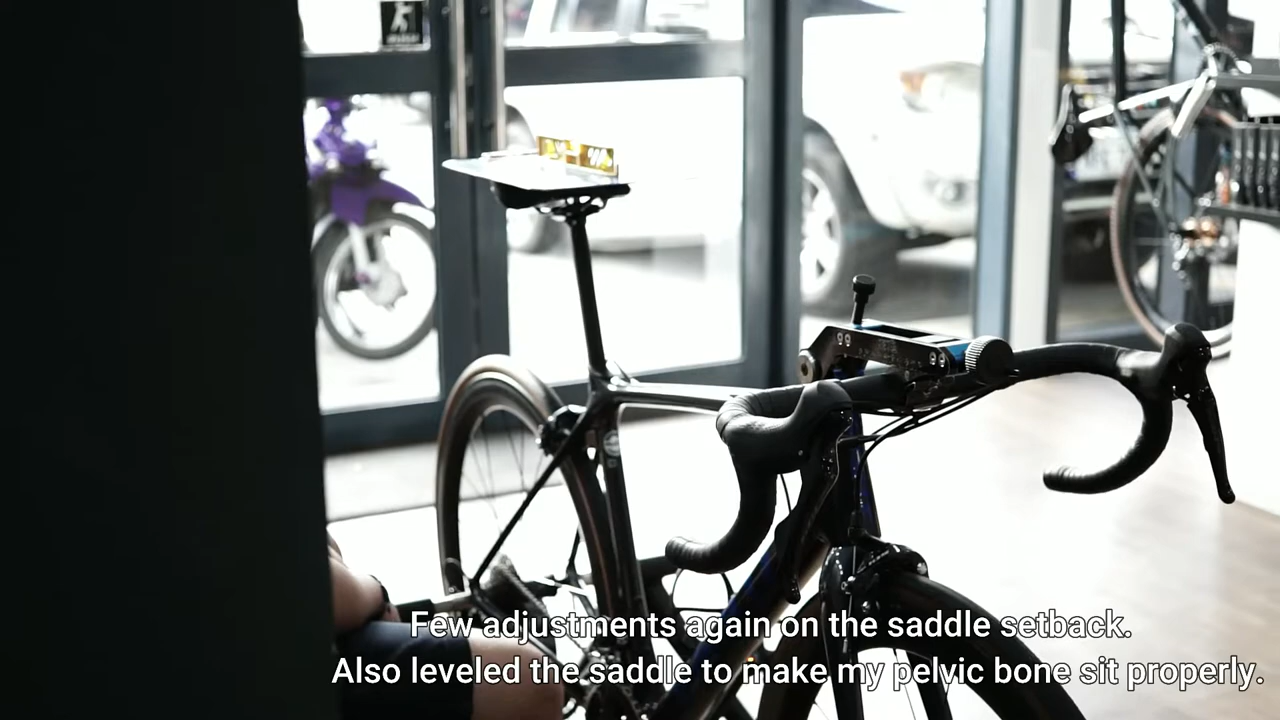 Few adjustments again on the saddle setback.
Also leveled the saddle to make my pelvic bone sit properly.